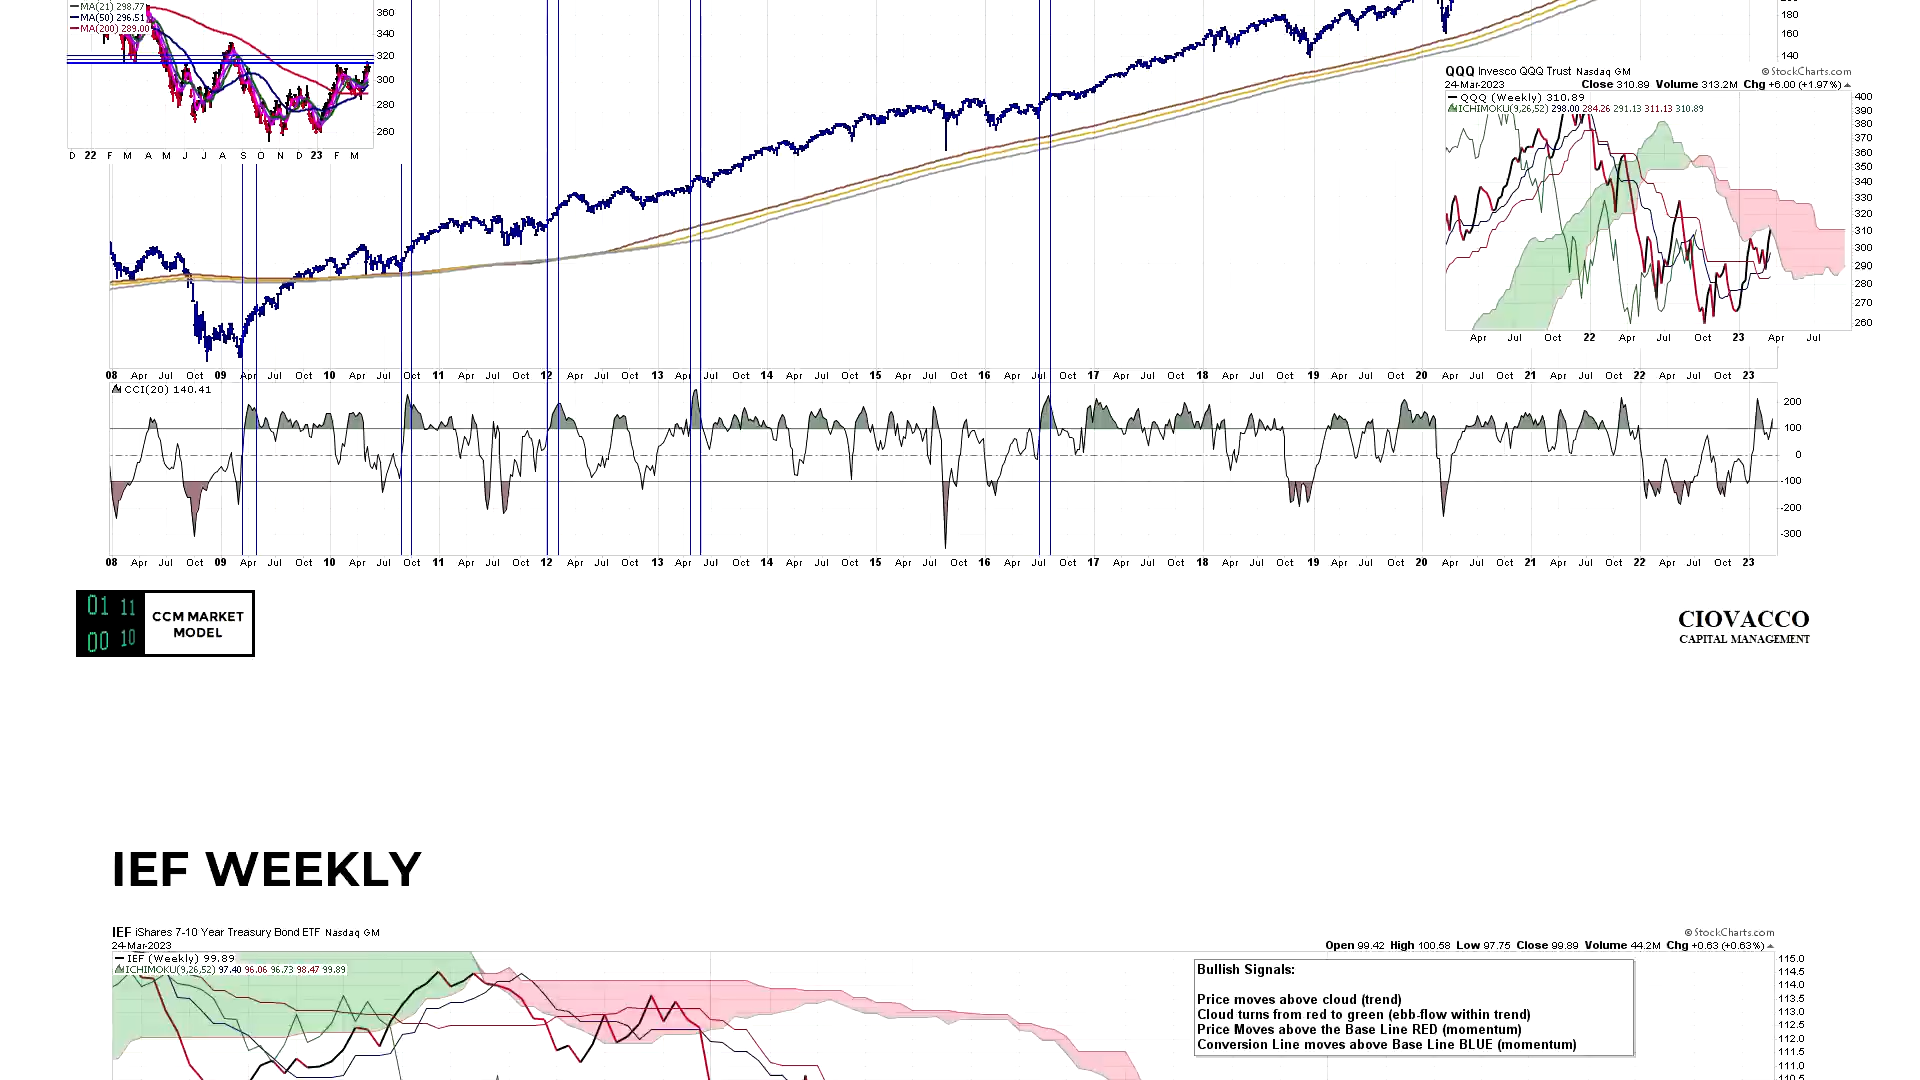 MA(21) 298.77
MA(50) 296.51
MA(200) 289.00
360
340
320
300
280
260
D 22 F M A M J J A S O N D 23 F M
180
160
140
QQQ Invesco QQQ Trust Nasdaq GM
© StockCharts.com
24-Mar-2023
Close 310.89 Volume 313.2M Chg +6.00 (+1.97%)
QQQ (Weekly) 310.89
ICHIMOKU(9,26,52) 298.00 284.26 291.13 311.13 310.89
400
390
380
370
360
350
340
330
320
310
300
290
280
270
260
Apr Jul Oct 22 Apr Jul Oct 23 Apr Jul
08 Apr Jul Oct 09 Apr Jul Oct 10 Apr Jul Oct 11 Apr Jul Oct 12 Apr Jul Oct 13 Apr Jul Oct 14 Apr Jul Oct 15 Apr Jul Oct 16 Apr Jul Oct 17 Apr Jul Oct 18 Apr Jul Oct 19 Apr Jul Oct 20 Apr Jul Oct 21 Apr Jul Oct 22 Apr Jul Oct 23
CCI(20) 140.41
200
100
0
-100
-200
-300
08 Apr Jul Oct 09 Apr Jul Oct 10 Apr Jul Oct 11 Apr Jul Oct 12 Apr Jul Oct 13 Apr Jul Oct 14 Apr Jul Oct 15 Apr Jul Oct 16 Apr Jul Oct 17 Apr Jul Oct 18 Apr Jul Oct 19 Apr Jul Oct 20 Apr Jul Oct 21 Apr Jul Oct 22 Apr Jul Oct 23
01 11
00 10
CCM MARKET
MODEL
CIOVACCO
CAPITAL MANAGEMENT
IEF WEEKLY
IEF iShares 7-10 Year Treasury Bond ETF Nasdaq GM
© StockCharts.com
24-Mar-2023
Open 99.42 High 100.58 Low 97.75 Close 99.89 Volume 44.2M Chg +0.63 (+0.63%)
IEF (Weekly) 99.89
ICHIMOKU(9,26,52) 97.40 96.06 96.73 98.47 99.89
Bullish Signals:
Price moves above cloud (trend)
Cloud turns from red to green (ebb-flow within trend)
Price Moves above the Base Line RED (momentum)
Conversion Line moves above Base Line BLUE (momentum)
115.0
114.5
114.0
113.5
113.0
112.5
112.0
111.5
111.0